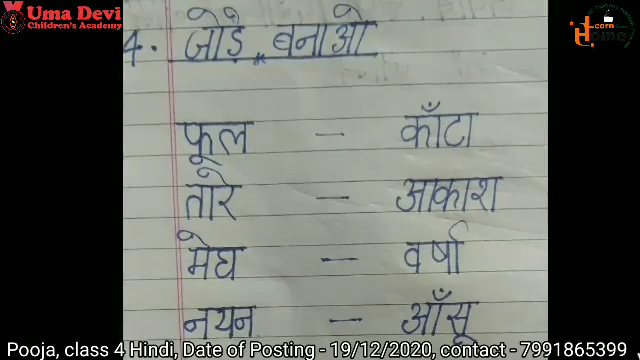 Uma Devi
Children's Academy
4. जोड़े बनाओ
फूल – काँटा
तारे – आकाश
मेघ – वर्षा
नयन – आँसू
Pooja, class 4 Hindi, Date of Posting - 19/12/2020, contact - 7991865399